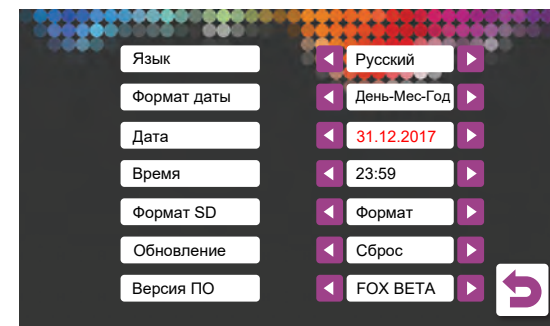 Язык Русский
Формат даты День-Мес-Год
Дата 31.12.2017
Время 23:59
Формат SD Формат
Обновление Сброс
Версия ПО FOX BETA